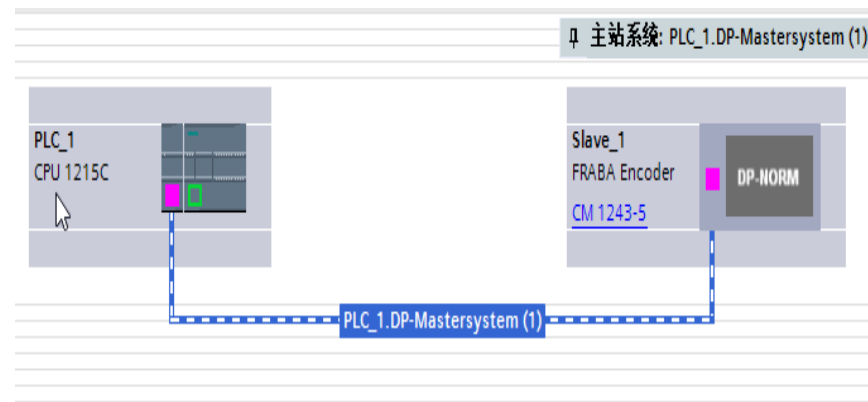 主站系统: PLC_1.DP-Mastersystem (1)
PLC_1
CPU 1215C
Slave_1
FRABA Encoder
CM 1243-5
DP-NORM
PLC_1.DP-Mastersystem (1)